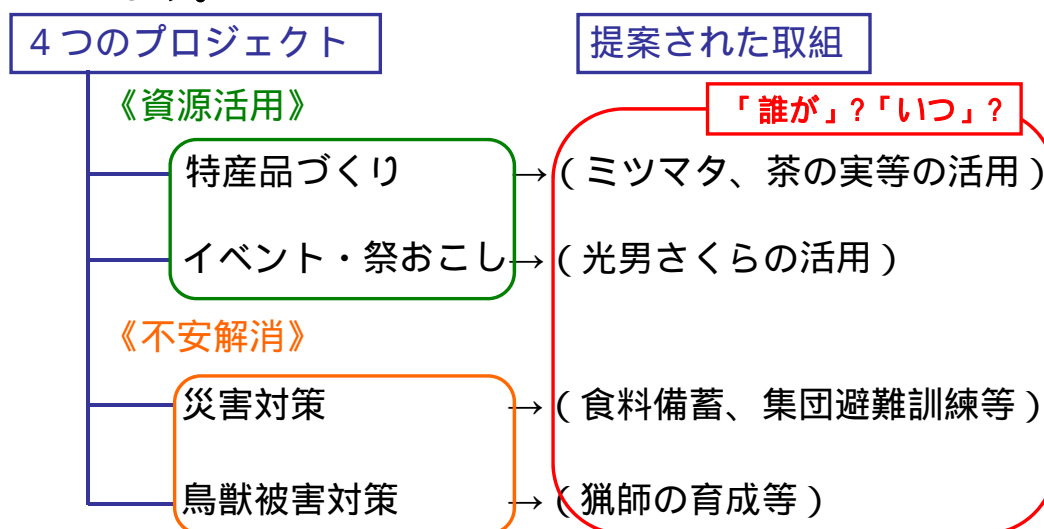 ４つのプロジェクト
提案された取組
《資源活用》
「誰が」?「いつ」?
特産品づくり → ( ミツマタ、茶の実等の活用 )
イベント・祭おこし → ( 光男さくらの活用 )
《不安解消》
災害対策 → ( 食料備蓄、集団避難訓練等 )
鳥獣被害対策 → ( 猟師の育成等 )